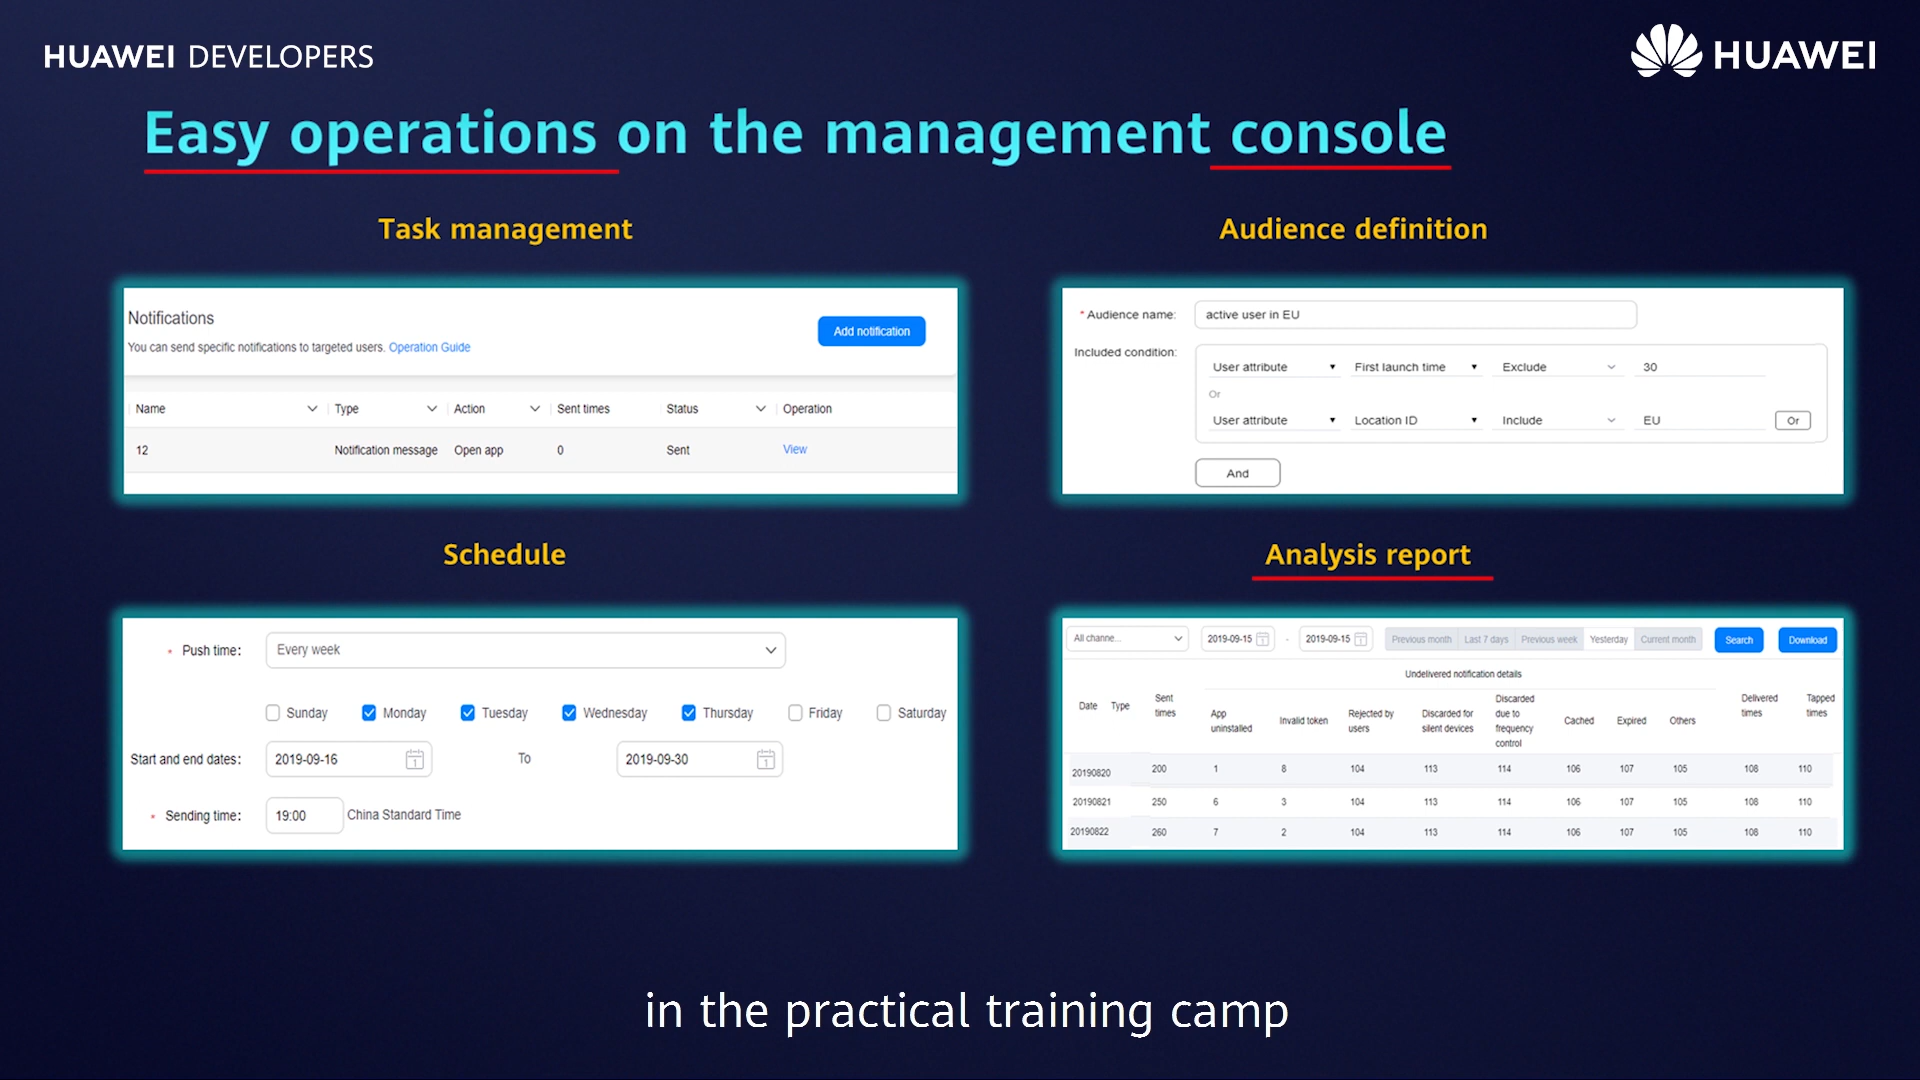 HUAWEI DEVELOPERS
HUAWEI
Easy operations on the management console
Task management
Notifications
You can send specific notifications to targeted users. Operation Guide
Add notification
Name Type Action Sent times Status Operation
12 Notification message Open app 0 Sent View
Audience definition
* Audience name: active user in EU
Included condition: User attribute First launch time Exclude 30
Or
User attribute Location ID Include EU Or
And
Schedule
* Push time: Every week
Sunday Monday Tuesday Wednesday Thursday Friday Saturday
Start and end dates: 2019-09-16 To 2019-09-30
* Sending time: 19:00 China Standard Time
Analysis report
All channe... 2019-09-15 - 2019-09-15 Previous month Last 7 days Previous week Yesterday Current month Search Download
Undelivered notification details
Date Type Sent times App uninstalled Invalid token Rejected by users Discarded for silent devices Discarded due to frequency control Cached Expired Others Delivered times Tapped times
20190820 200 1 8 104 113 114 106 107 105 108 110
20190821 250 6 3 104 113 114 106 107 105 108 110
20190822 260 7 2 104 113 114 106 107 105 108 110
in the practical training camp